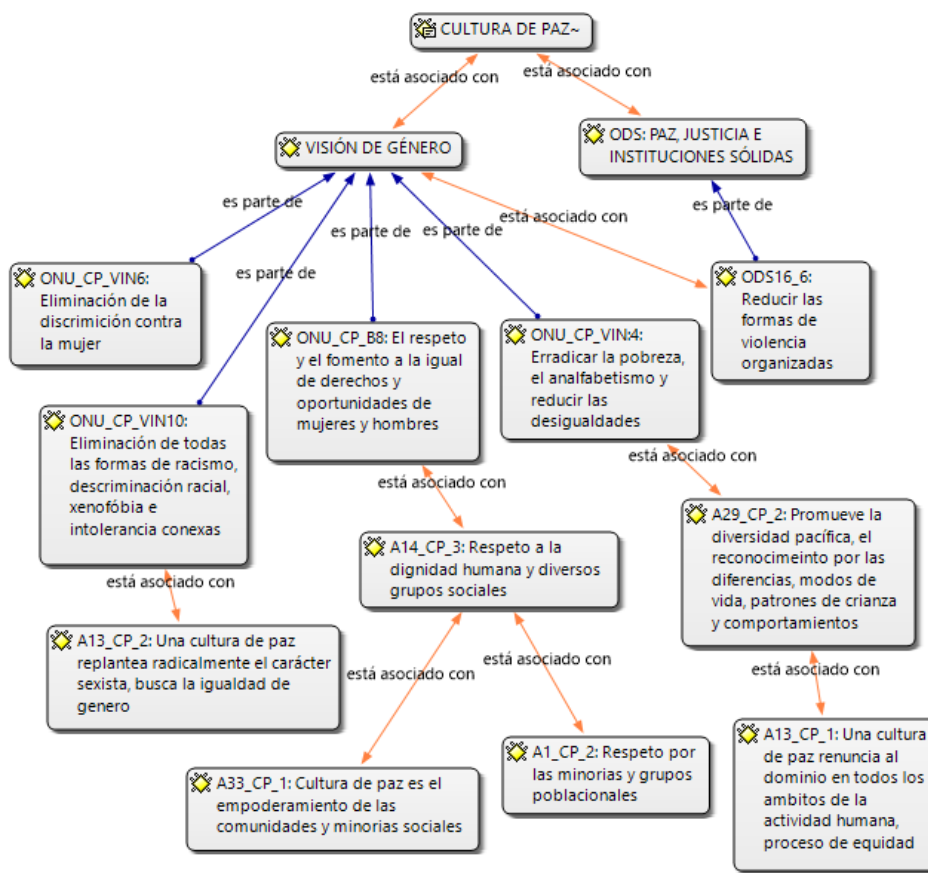 CULTURA DE PAZ~
está asociado con
está asociado con
VISIÓN DE GÉNERO
ODS: PAZ, JUSTICIA E
INSTITUCIONES SÓLIDAS
es parte de
es parte de
es parte de
es parte de
está asociado con
es parte de
ONU_CP_VIN6:
Eliminación de la
discrimición contra
la mujer
ODS16_6:
Reducir las
formas de
violencia
organizadas
ONU_CP_B8: El respeto
y el fomento a la igual
de derechos y
oportunidades de
mujeres y hombres
ONU_CP_VIN:4:
Erradicar la pobreza,
el analfabetismo y
reducir las
desigualdades
ONU_CP_VIN10:
Eliminación de todas
las formas de racismo,
descriminación racial,
xenofóbia e
intolerancia conexas
está asociado con
está asociado con
A14_CP_3: Respeto a la
dignidad humana y diversos
grupos sociales
A29_CP_2: Promueve la
diversidad pacífica, el
reconocimeinto por las
diferencias, modos de
vida, patrones de crianza
y comportamientos
está asociado con
A13_CP_2: Una cultura de paz
replantea radicalmente el carácter
sexista, busca la igualdad de
genero
está asociado con
está asociado con
está asociado con
A33_CP_1: Cultura de paz es el
empoderamiento de las
comunidades y minorias sociales
A1_CP_2: Respeto por
las minorias y grupos
poblacionales
A13_CP_1: Una cultura
de paz renuncia al
dominio en todos los
ambitos de la
actividad humana,
proceso de equidad